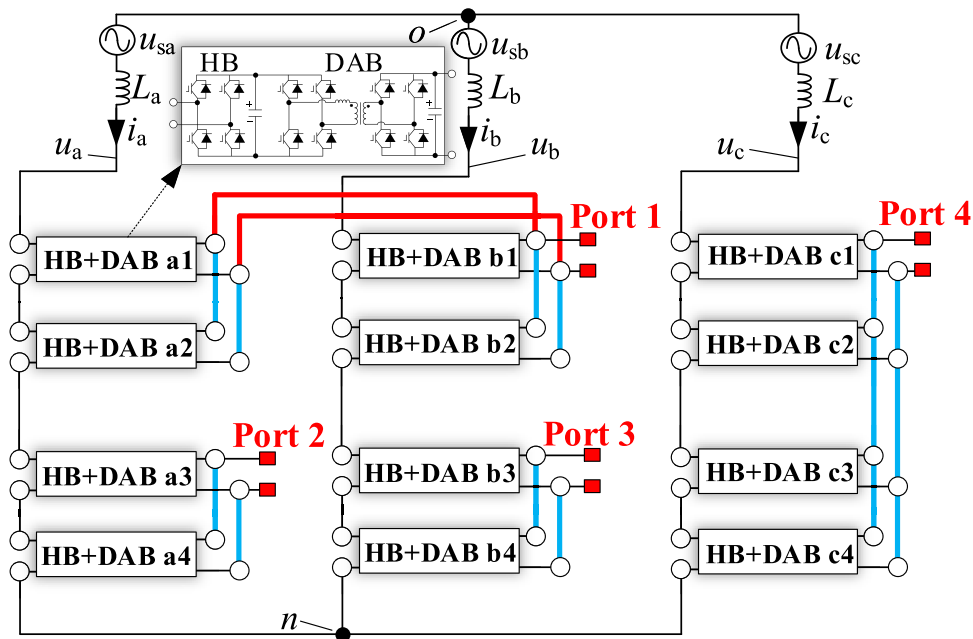 o
u_sa
HB DAB
u_sb
u_sc
L_a
L_b
L_c
+ −
+ −
i_a
i_b
i_c
u_a
u_b
u_c
Port 1
Port 4
HB+DAB a1
HB+DAB b1
HB+DAB c1
HB+DAB a2
HB+DAB b2
HB+DAB c2
Port 2
Port 3
HB+DAB a3
HB+DAB b3
HB+DAB c3
HB+DAB a4
HB+DAB b4
HB+DAB c4
n